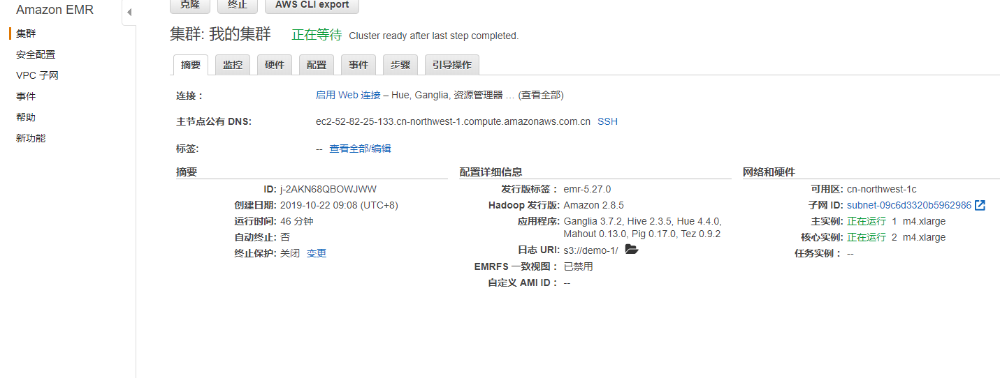 Amazon EMR
集群
安全配置
VPC 子网
事件
帮助
新功能
克隆 终止 AWS CLI export
集群: 我的集群 正在等待 Cluster ready after last step completed.
摘要 监控 硬件 配置 事件 步骤 引导操作
连接： 启用 Web 连接 – Hue, Ganglia, 资源管理器 … (查看全部)
主节点公有 DNS: ec2-52-82-25-133.cn-northwest-1.compute.amazonaws.com.cn SSH
标签: -- 查看全部/编辑
摘要
ID: j-2AKN68QBOWJWW
创建日期: 2019-10-22 09:08 (UTC+8)
运行时间: 46 分钟
自动终止: 否
终止保护: 关闭 变更
配置详细信息
发行版标签： emr-5.27.0
Hadoop 发行版: Amazon 2.8.5
应用程序: Ganglia 3.7.2, Hive 2.3.5, Hue 4.4.0,
Mahout 0.13.0, Pig 0.17.0, Tez 0.9.2
日志 URI: s3://demo-1/
EMRFS 一致视图： 已禁用
自定义 AMI ID： --
网络和硬件
可用区: cn-northwest-1c
子网 ID: subnet-09c6d3320b5962986
主实例: 正在运行 1 m4.xlarge
核心实例: 正在运行 2 m4.xlarge
任务实例： --